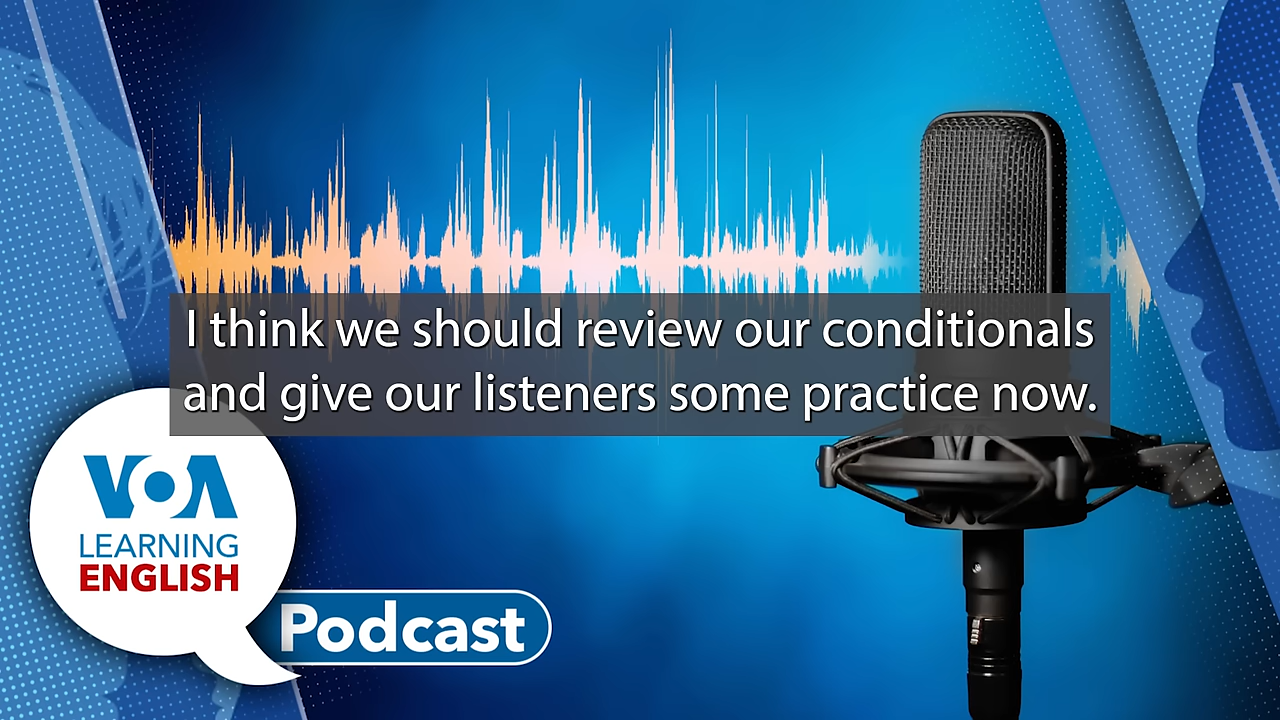 I think we should review our conditionals
and give our listeners some practice now.
VOA
LEARNING
ENGLISH
Podcast